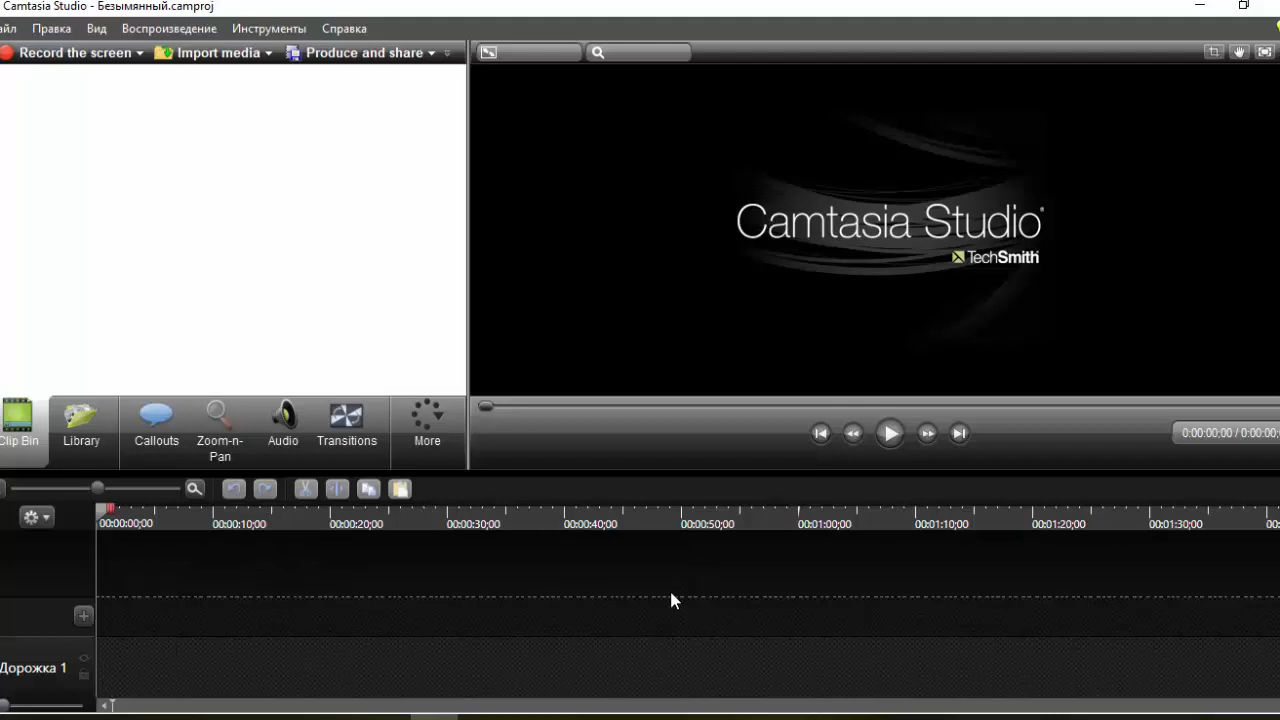 Camtasia Studio - Безымянный.camproj
айл Правка Вид Воспроизведение Инструменты Справка
Record the screen Import media Produce and share
Camtasia Studio
TechSmith
Clip Bin Library Callouts Zoom-n-Pan Audio Transitions More
0:00:00;00 / 0:00:00;
00:00:00;00 00:00:10;00 00:00:20;00 00:00:30;00 00:00:40;00 00:00:50;00 00:01:00;00 00:01:10;00 00:01:20;00 00:01:30;00 00:
Дорожка 1